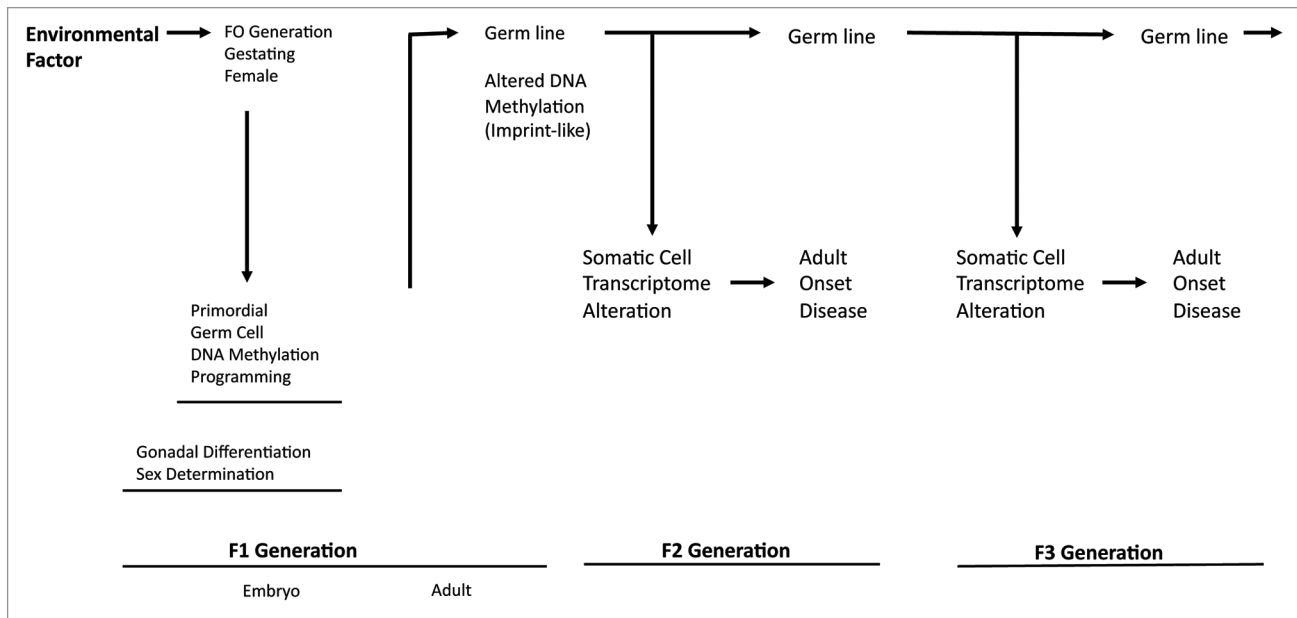 Environmental
Factor
FO Generation
Gestating
Female
Germ line
Altered DNA
Methylation
(Imprint-like)
Germ line
Germ line
Primordial
Germ Cell
DNA Methylation
Programming
Gonadal Differentiation
Sex Determination
Somatic Cell
Transcriptome
Alteration
Adult
Onset
Disease
Somatic Cell
Transcriptome
Alteration
Adult
Onset
Disease
F1 Generation
F2 Generation
F3 Generation
Embryo
Adult